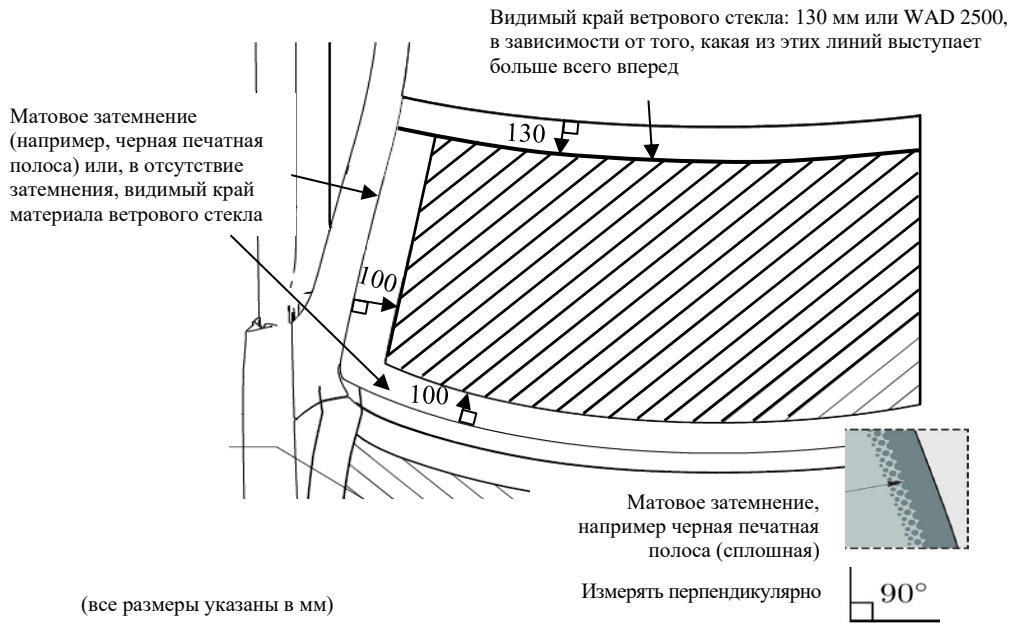 Видимый край ветрового стекла: 130 мм или WAD 2500,
в зависимости от того, какая из этих линий выступает
больше всего вперед
Матовое затемнение
(например, черная печатная
полоса) или, в отсутствие
затемнения, видимый край
материала ветрового стекла
130
100
100
Матовое затемнение,
например черная печатная
полоса (сплошная)
Измерять перпендикулярно
90°
(все размеры указаны в мм)